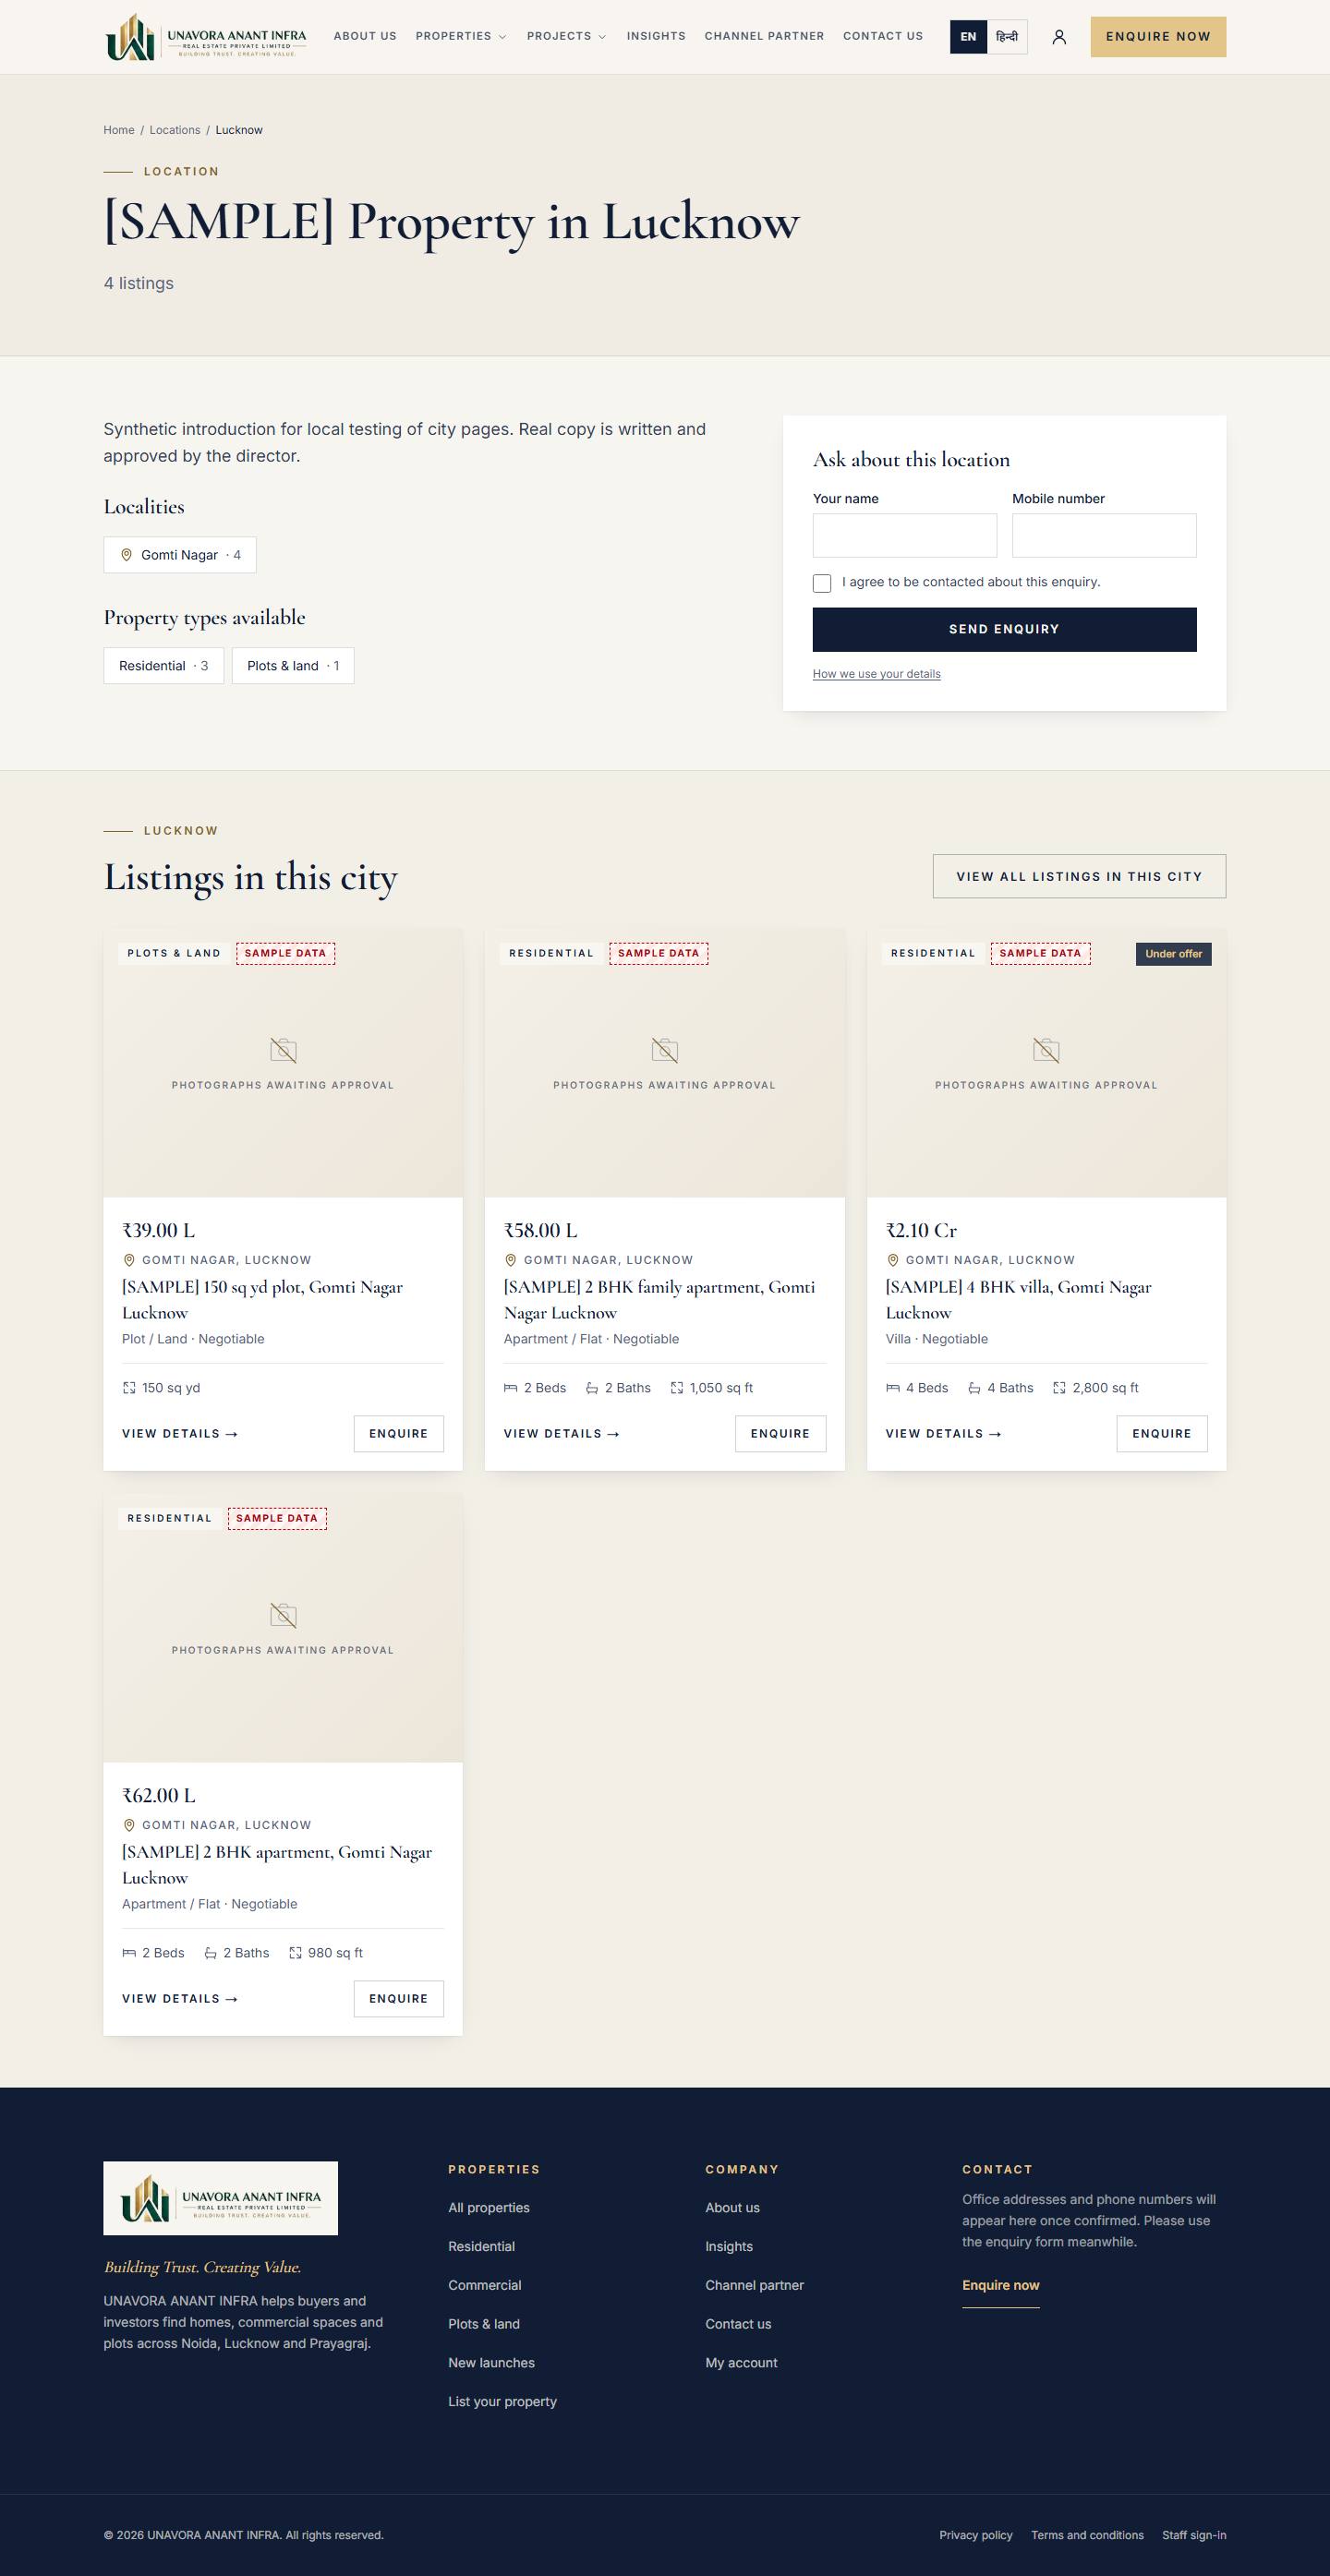 UNAVORA ANANT INFRA
REAL ESTATE PRIVATE LIMITED
BUILDING TRUST. CREATING VALUE.
ABOUT US
PROPERTIES
PROJECTS
INSIGHTS
CHANNEL PARTNER
CONTACT US
EN
हिन्दी
ENQUIRE NOW
Home / Locations / Lucknow
LOCATION
[SAMPLE] Property in Lucknow
4 listings
Synthetic introduction for local testing of city pages. Real copy is written and
approved by the director.
Localities
Gomti Nagar · 4
Property types available
Residential · 3
Plots & land · 1
Ask about this location
Your name
Mobile number
I agree to be contacted about this enquiry.
SEND ENQUIRY
How we use your details
LUCKNOW
Listings in this city
VIEW ALL LISTINGS IN THIS CITY
PLOTS & LAND
SAMPLE DATA
PHOTOGRAPHS AWAITING APPROVAL
₹39.00 L
GOMTI NAGAR, LUCKNOW
[SAMPLE] 150 sq yd plot, Gomti Nagar
Lucknow
Plot / Land · Negotiable
150 sq yd
VIEW DETAILS →
ENQUIRE
RESIDENTIAL
SAMPLE DATA
PHOTOGRAPHS AWAITING APPROVAL
₹58.00 L
GOMTI NAGAR, LUCKNOW
[SAMPLE] 2 BHK family apartment, Gomti
Nagar Lucknow
Apartment / Flat · Negotiable
2 Beds
2 Baths
1,050 sq ft
VIEW DETAILS →
ENQUIRE
RESIDENTIAL
SAMPLE DATA
Under offer
PHOTOGRAPHS AWAITING APPROVAL
₹2.10 Cr
GOMTI NAGAR, LUCKNOW
[SAMPLE] 4 BHK villa, Gomti Nagar
Lucknow
Villa · Negotiable
4 Beds
4 Baths
2,800 sq ft
VIEW DETAILS →
ENQUIRE
RESIDENTIAL
SAMPLE DATA
PHOTOGRAPHS AWAITING APPROVAL
₹62.00 L
GOMTI NAGAR, LUCKNOW
[SAMPLE] 2 BHK apartment, Gomti Nagar
Lucknow
Apartment / Flat · Negotiable
2 Beds
2 Baths
980 sq ft
VIEW DETAILS →
ENQUIRE
UNAVORA ANANT INFRA
REAL ESTATE PRIVATE LIMITED
BUILDING TRUST. CREATING VALUE.
Building Trust. Creating Value.
UNAVORA ANANT INFRA helps buyers and
investors find homes, commercial spaces and
plots across Noida, Lucknow and Prayagraj.
PROPERTIES
All properties
Residential
Commercial
Plots & land
New launches
List your property
COMPANY
About us
Insights
Channel partner
Contact us
My account
CONTACT
Office addresses and phone numbers will
appear here once confirmed. Please use
the enquiry form meanwhile.
Enquire now
© 2026 UNAVORA ANANT INFRA. All rights reserved.
Privacy policy
Terms and conditions
Staff sign-in